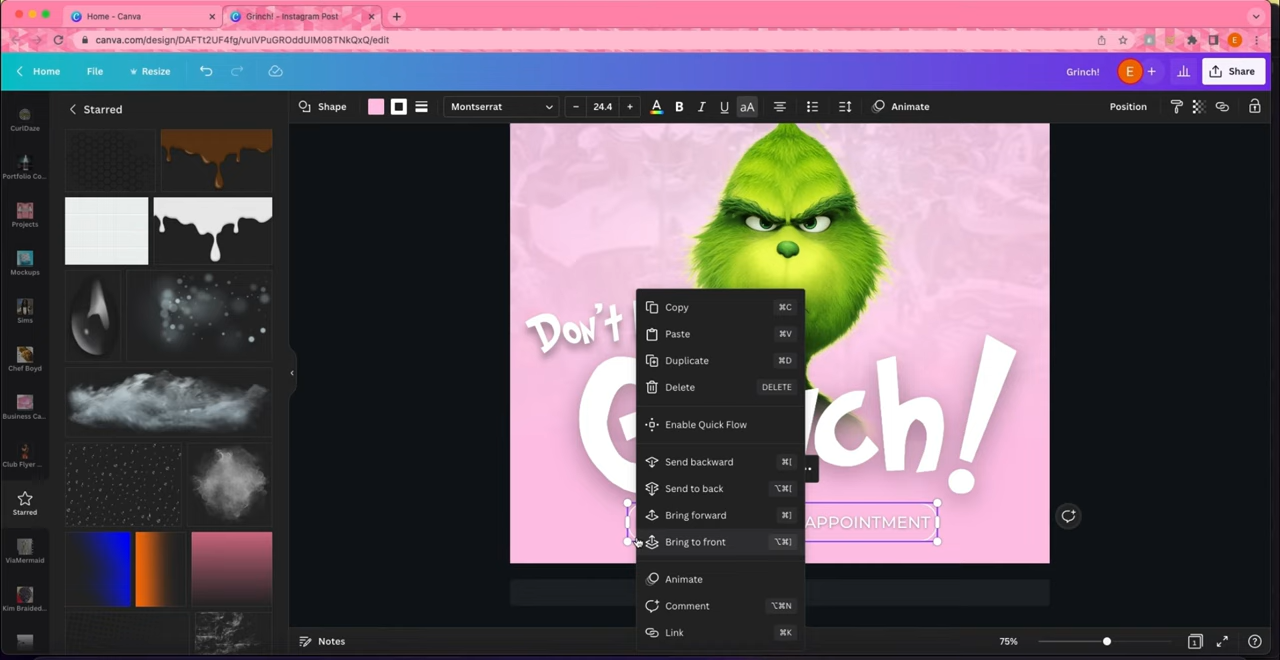 Home - Canva
Grinch! - Instagram Post
canva.com/design/DAFTt2UF4fg/vuIVPuGROddUIM08TNkQxQ/edit
E
Home
File
Resize
Grinch!
E
Share
CurlDaze
Portfolio Co...
Projects
Mockups
Sims
Chef Boyd
Business Ca...
Club Flyer ...
Starred
ViaMermaid
Kim Braided...
Starred
Shape
Montserrat
24.4
A
B
I
U
aA
Animate
Position
Don't
G
ch!
APPOINTMENT
Copy ⌘C
Paste ⌘V
Duplicate ⌘D
Delete DELETE
Enable Quick Flow
Send backward ⌘[
Send to back ⌥⌘[
Bring forward ⌘]
Bring to front ⌥⌘]
Animate
Comment ⌥⌘N
Link ⌘K
Notes
75%
1
?